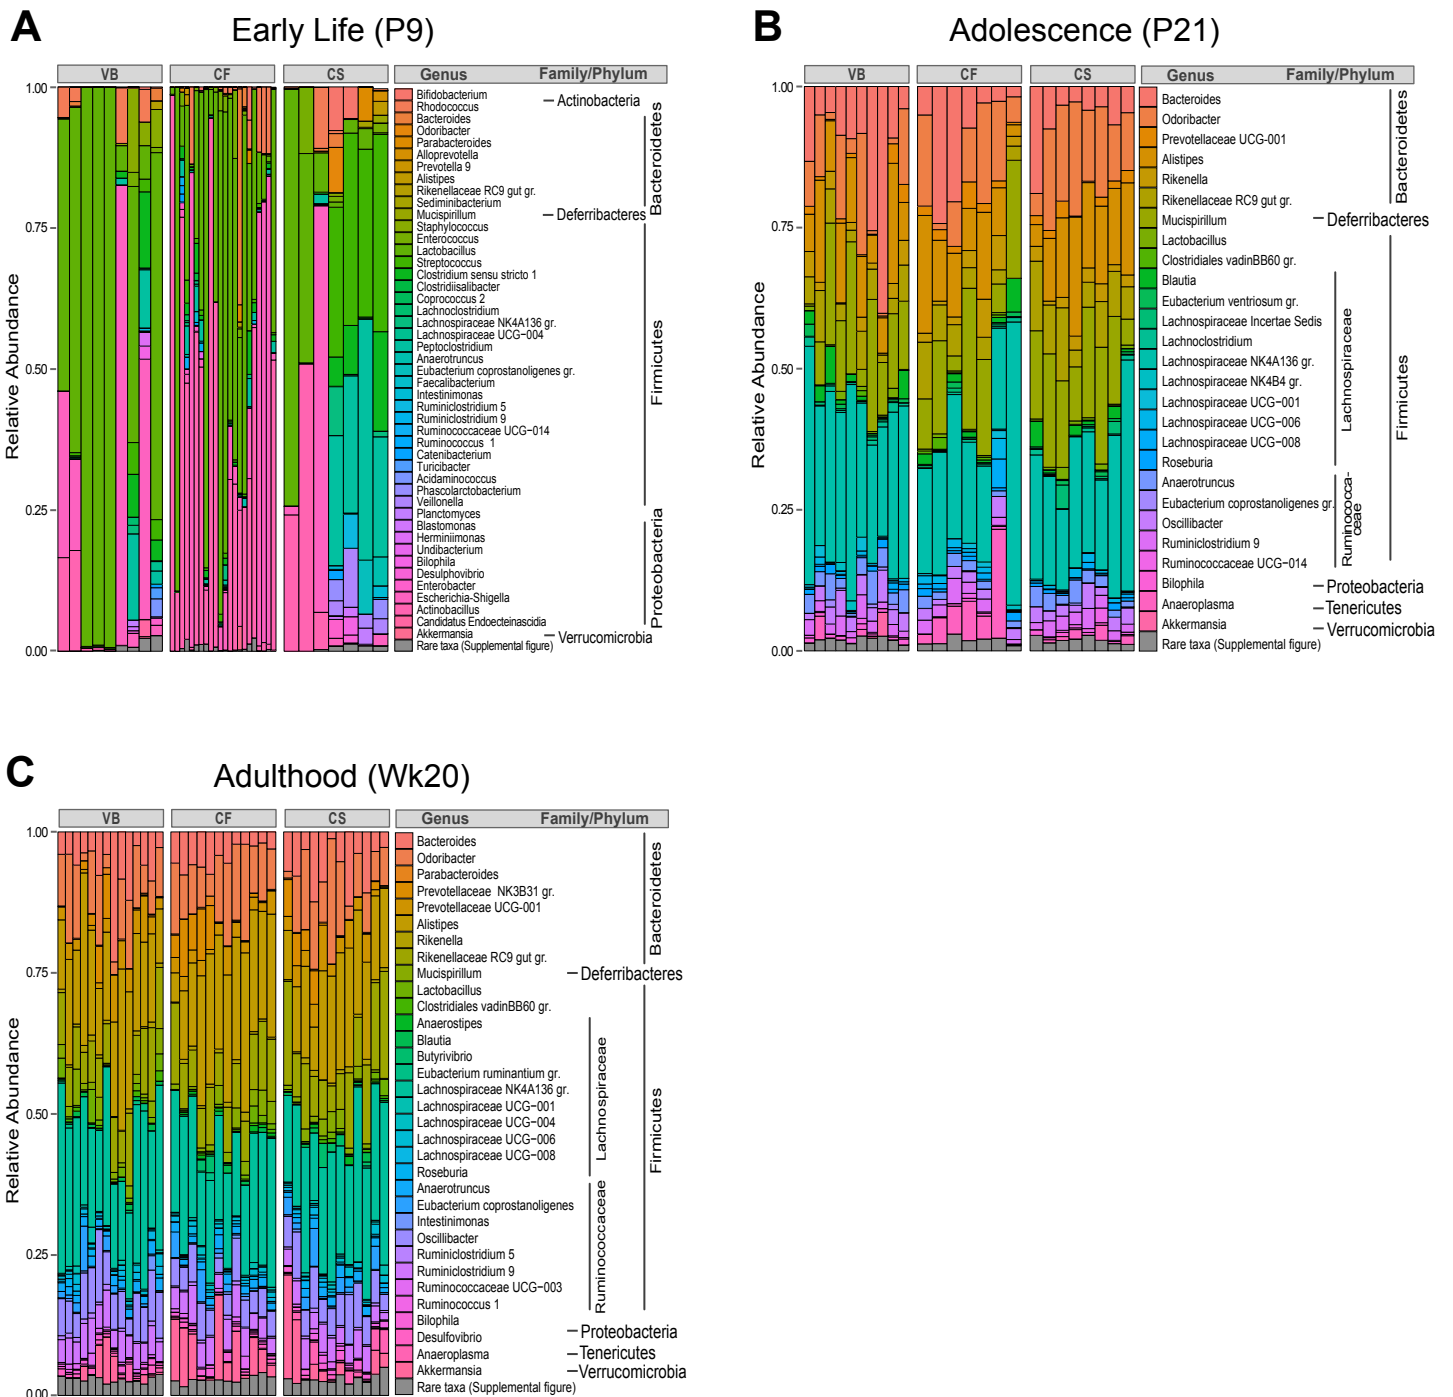 A
Early Life (P9)
VB
CF
CS
Genus
Family/Phylum
1.00
0.75
0.50
0.25
0.00
Relative Abundance
Bifidobacterium
Rhodococcus
Bacteroides
Odoribacter
Parabacteroides
Alloprevotella
Prevotella 9
Alistipes
Rikenellaceae RC9 gut gr.
Sediminibacterium
Mucispirillum
Staphylococcus
Enterococcus
Lactobacillus
Streptococcus
Clostridium sensu stricto 1
Clostridiisalibacter
Coprococcus 2
Lachnoclostridium
Lachnospiraceae NK4A136 gr.
Lachnospiraceae UCG-004
Peptoclostridium
Anaerotruncus
Eubacterium coprostanoligenes gr.
Faecalibacterium
Intestinimonas
Ruminiclostridium 5
Ruminiclostridium 9
Ruminococcaceae UCG-014
Ruminococcus 1
Catenibacterium
Turicibacter
Acidaminococcus
Phascolarctobacterium
Veillonella
Planctomyces
Blastomonas
Herminiimonas
Undibacterium
Bilophila
Desulphovibrio
Enterobacter
Escherichia-Shigella
Actinobacillus
Candidatus Endoecteinascidia
Akkermansia
Rare taxa (Supplemental figure)
Actinobacteria
Bacteroidetes
Deferribacteres
Firmicutes
Proteobacteria
Verrucomicrobia
B
Adolescence (P21)
VB
CF
CS
Genus
Family/Phylum
1.00
0.75
0.50
0.25
0.00
Relative Abundance
Bacteroides
Odoribacter
Prevotellaceae UCG-001
Alistipes
Rikenella
Rikenellaceae RC9 gut gr.
Mucispirillum
Lactobacillus
Clostridiales vadinBB60 gr.
Blautia
Eubacterium ventriosum gr.
Lachnospiraceae Incertae Sedis
Lachnoclostridium
Lachnospiraceae NK4A136 gr.
Lachnospiraceae NK4B4 gr.
Lachnospiraceae UCG-001
Lachnospiraceae UCG-006
Lachnospiraceae UCG-008
Roseburia
Anaerotruncus
Eubacterium coprostanoligenes gr.
Oscillibacter
Ruminiclostridium 9
Ruminococcaceae UCG-014
Bilophila
Anaeroplasma
Akkermansia
Rare taxa (Supplemental figure)
Bacteroidetes
Deferribacteres
Lachnospiraceae
Firmicutes
Ruminococca-
ceae
Proteobacteria
Tenericutes
Verrucomicrobia
C
Adulthood (Wk20)
VB
CF
CS
Genus
Family/Phylum
1.00
0.75
0.50
0.25
0.00
Relative Abundance
Bacteroides
Odoribacter
Parabacteroides
Prevotellaceae NK3B31 gr.
Prevotellaceae UCG-001
Alistipes
Rikenella
Rikenellaceae RC9 gut gr.
Mucispirillum
Lactobacillus
Clostridiales vadinBB60 gr.
Anaerostipes
Blautia
Butyrivibrio
Eubacterium ruminantium gr.
Lachnospiraceae NK4A136 gr.
Lachnospiraceae UCG-001
Lachnospiraceae UCG-004
Lachnospiraceae UCG-006
Lachnospiraceae UCG-008
Roseburia
Anaerotruncus
Eubacterium coprostanoligenes
Intestinimonas
Oscillibacter
Ruminiclostridium 5
Ruminiclostridium 9
Ruminococcaceae UCG-003
Ruminococcus 1
Bilophila
Desulfovibrio
Anaeroplasma
Akkermansia
Rare taxa (Supplemental figure)
Bacteroidetes
Deferribacteres
Lachnospiraceae
Firmicutes
Ruminococcaceae
Proteobacteria
Tenericutes
Verrucomicrobia